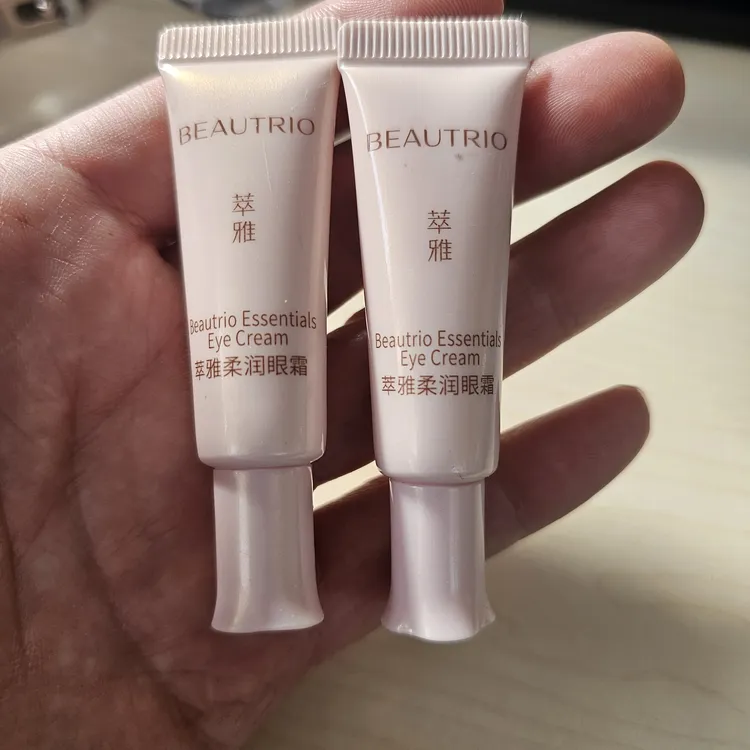 BEAUTRIO
萃
雅
Beautrio Essentials
Eye Cream
萃雅柔润眼霜
BEAUTRIO
萃
雅
Beautrio Essentials
Eye Cream
萃雅柔润眼霜